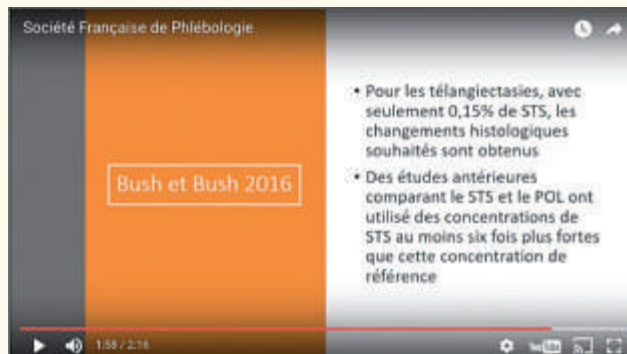 Société Française de Phlébologie
Bush et Bush 2016
• Pour les télangiectasies, avec
seulement 0,15% de STS, les
changements histologiques
souhaités sont obtenus
• Des études antérieures
comparant le STS et le POL ont
utilisé des concentrations de
STS au moins six fois plus fortes
que cette concentration de
référence
1:58 / 2:16